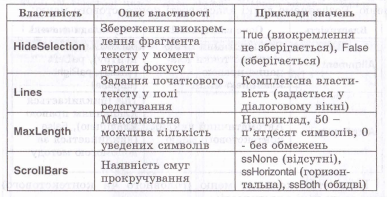 Властивість Опис властивості Приклади значень
HideSelection
Збереження виокрем-
лення фрагмента
тексту у момент
втрати фокусу
True (виокремлення
не зберігається), False
(зберігається)
Lines
Задання початкового
тексту у полі
редагування
Комплексна власти-
вість (задається у
діалоговому вікні)
MaxLength
Максимальна
можлива кількість
уведених символів
Наприклад, 50 –
п'ятдесят символів, 0
- без обмежень
ScrollBars
Наявність смуг
прокручування
ssNone (відсутні),
ssHorizontal (горизон-
тальна), ssBoth (обидві)